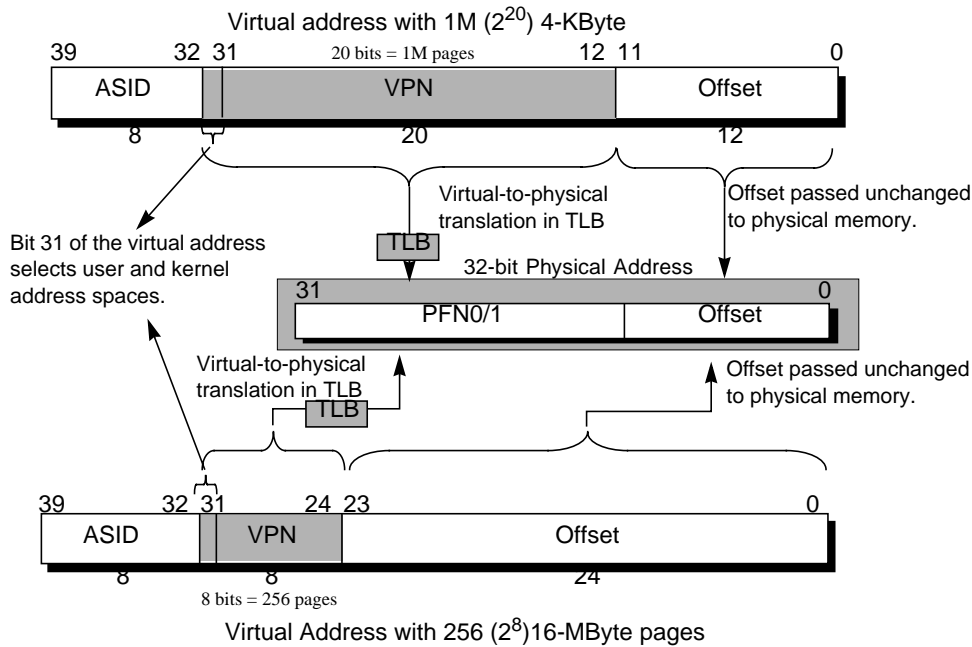 Virtual address with 1M (2^20) 4-KByte
39 32 31 20 bits = 1M pages 12 11 0
ASID VPN Offset
8 20 12
Virtual-to-physical
translation in TLB
Offset passed unchanged
to physical memory.
TLB
Bit 31 of the virtual address
selects user and kernel
address spaces.
32-bit Physical Address
31 0
PFN0/1 Offset
Virtual-to-physical
translation in TLB
TLB
Offset passed unchanged
to physical memory.
39 32 31 24 23 0
ASID VPN Offset
8 8 24
8 bits = 256 pages
Virtual Address with 256 (2^8)16-MByte pages